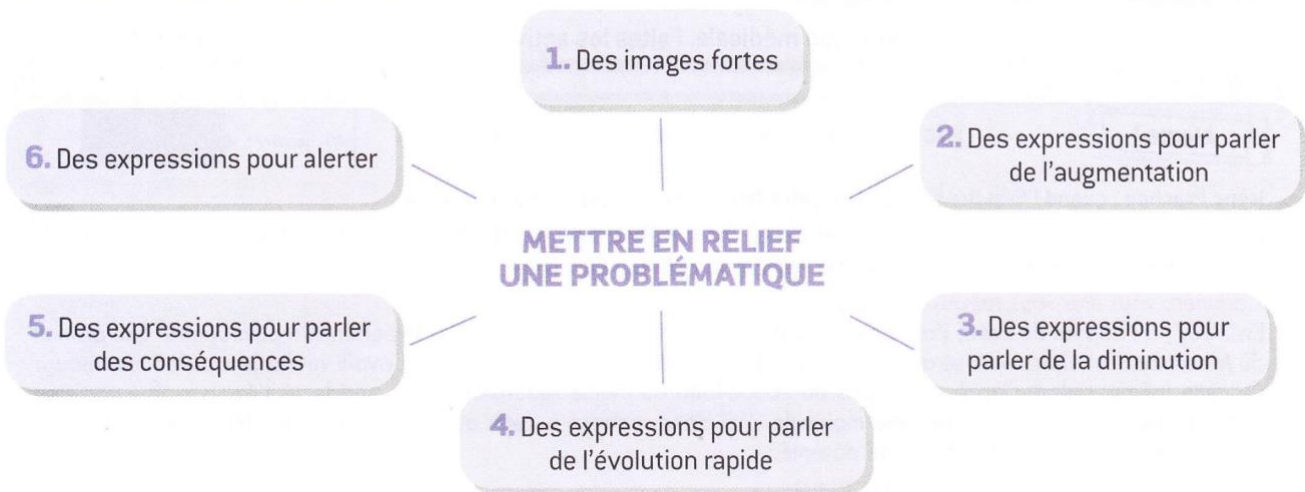 1. Des images fortes
2. Des expressions pour parler
de l'augmentation
3. Des expressions pour
parler de la diminution
4. Des expressions pour parler
de l'évolution rapide
5. Des expressions pour parler
des conséquences
6. Des expressions pour alerter
METTRE EN RELIEF
UNE PROBLÉMATIQUE